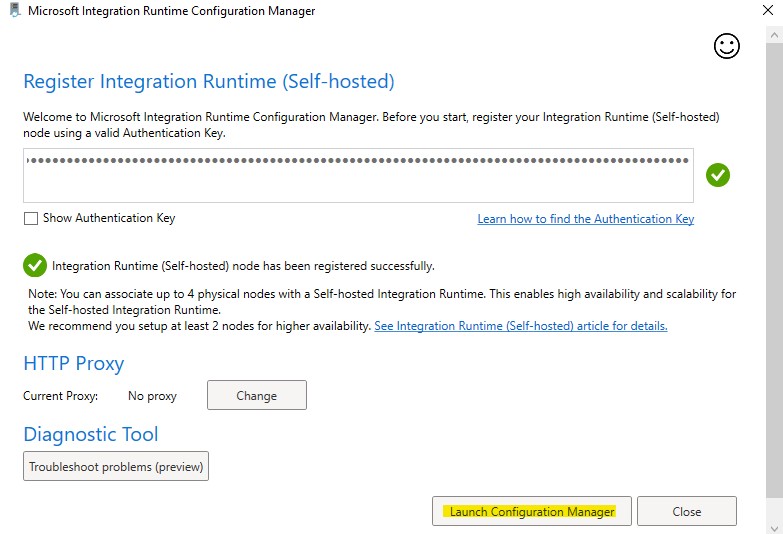 Microsoft Integration Runtime Configuration Manager
Register Integration Runtime (Self-hosted)
Welcome to Microsoft Integration Runtime Configuration Manager. Before you start, register your Integration Runtime (Self-hosted)
node using a valid Authentication Key.
Show Authentication Key
Learn how to find the Authentication Key
Integration Runtime (Self-hosted) node has been registered successfully.
Note: You can associate up to 4 physical nodes with a Self-hosted Integration Runtime. This enables high availability and scalability for
the Self-hosted Integration Runtime.
We recommend you setup at least 2 nodes for higher availability. See Integration Runtime (Self-hosted) article for details.
HTTP Proxy
Current Proxy: No proxy Change
Diagnostic Tool
Troubleshoot problems (preview)
Launch Configuration Manager Close